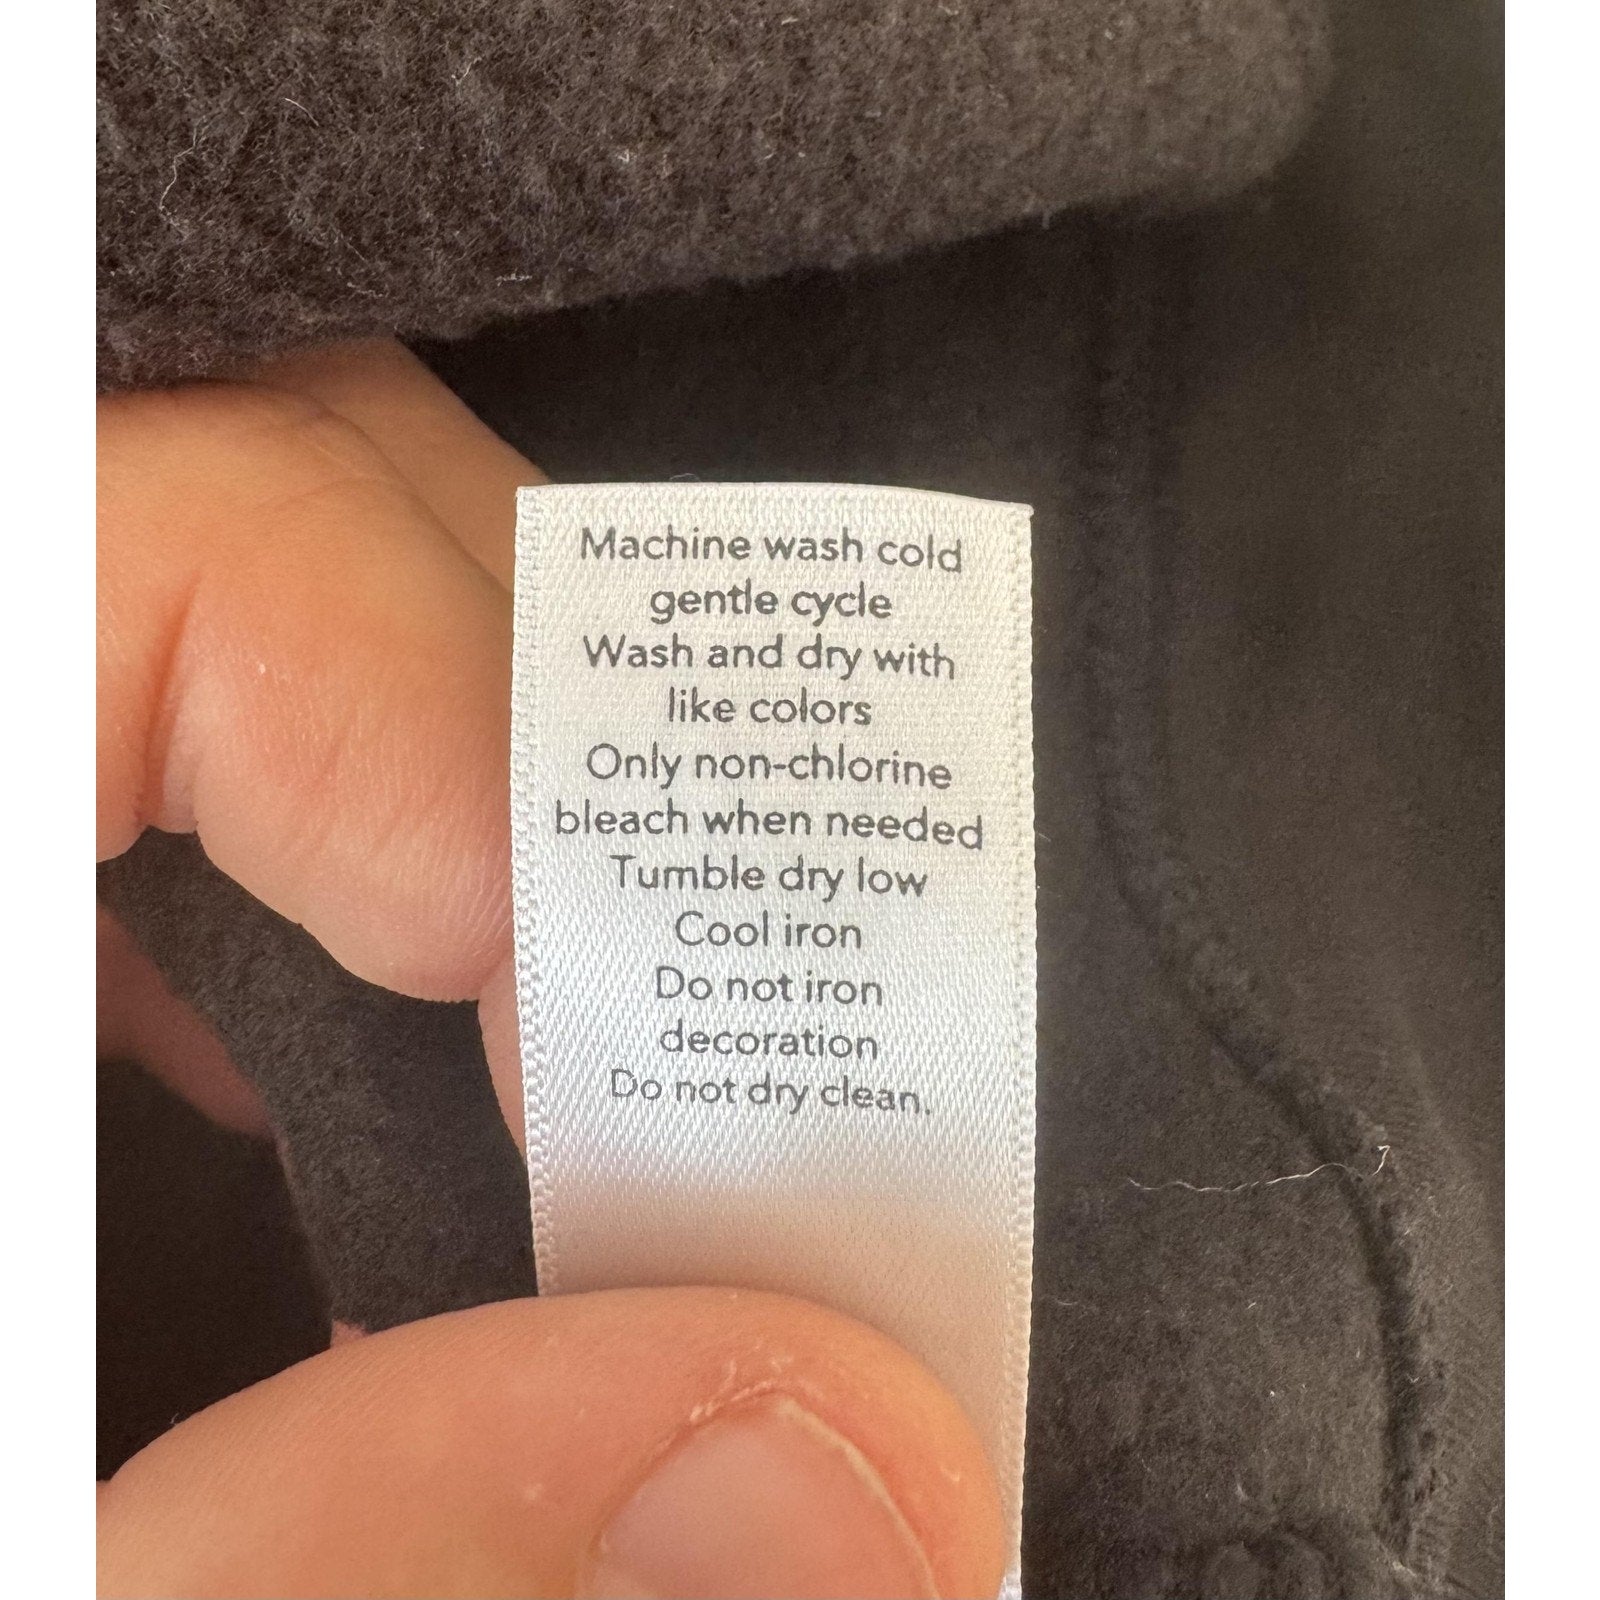 Machine wash cold
gentle cycle
Wash and dry with
like colors
Only non-chlorine
bleach when needed
Tumble dry low
Cool iron
Do not iron
decoration
Do not dry clean.